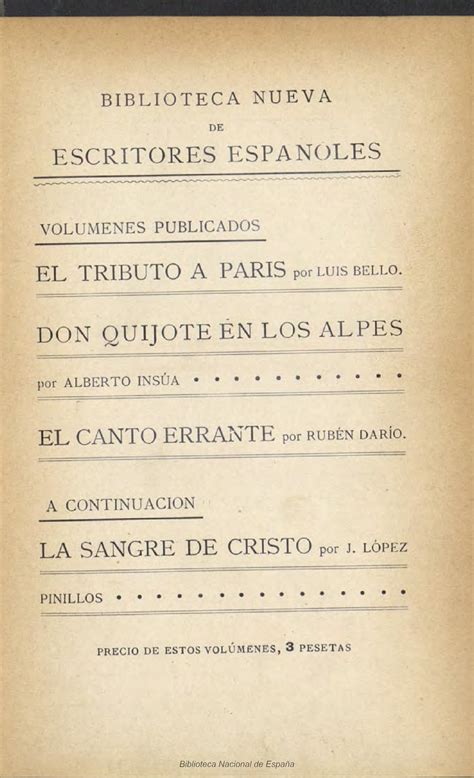 BIBLIOTECA NUEVA
DE
ESCRITORES ESPAÑOLES
VOLUMENES PUBLICADOS
EL TRIBUTO A PARIS por LUIS BELLO.
DON QUIJOTE EN LOS ALPES
por ALBERTO INSÚA . . . . . . . . . . .
EL CANTO ERRANTE por RUBÉN DARÍO.
A CONTINUACION
LA SANGRE DE CRISTO por J. LÓPEZ
PINILLOS . . . . . . . . . . . . . . .
PRECIO DE ESTOS VOLÚMENES, 3 PESETAS
Biblioteca Nacional de España